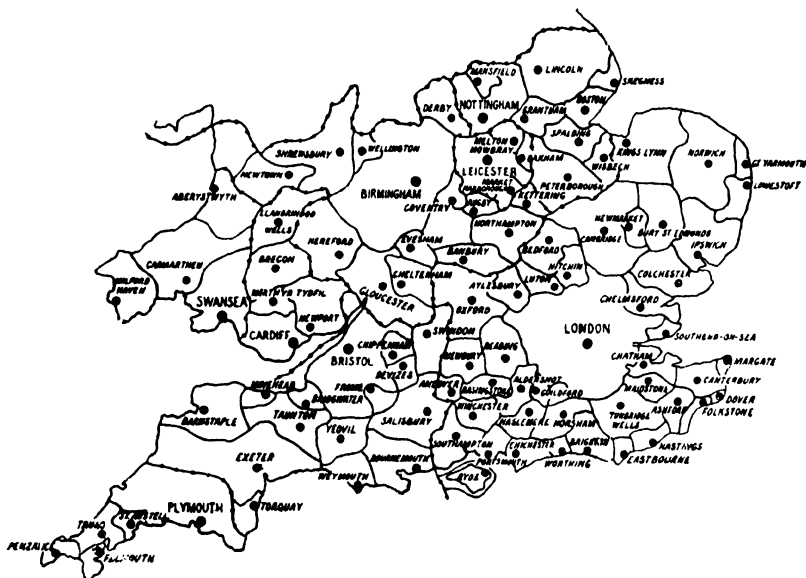 MANSFIELD
LINCOLN
SKEGNESS
DERBY
NOTTINGHAM
GRANTHAM
BOSTON
SPALDING
SHREWSBURY
WELLINGTON
MELTON
MOWBRAY
OAKHAM
KINGS LYNN
NORWICH
GT YARMOUTH
LOWESTOFT
WISBECH
NEWTOWN
LEICESTER
MARKET
HARBOROUGH
PETERBOROUGH
ABERYSTWYTH
BIRMINGHAM
COVENTRY
RUGBY
KETTERING
LLANDRINDOD
WELLS
NORTHAMPTON
NEWMARKET
BURY ST EDMUNDS
CAMBRIDGE
HEREFORD
EVESHAM
BANBURY
BEDFORD
IPSWICH
CARMARTHEN
BRECON
CHELTENHAM
HITCHIN
COLCHESTER
MILFORD
HAVEN
MERTHYR TYDFIL
GLOUCESTER
AYLESBURY
LUTON
CHELMSFORD
SWANSEA
OXFORD
NEWPORT
CARDIFF
SWINDON
LONDON
SOUTHEND-ON-SEA
CHIPPENHAM
BRISTOL
READING
NEWBURY
CHATHAM
MARGATE
DEVIZES
MINEHEAD
FROME
ANDOVER
BASINGSTOKE
ALDERSHOT
GUILDFORD
MAIDSTONE
CANTERBURY
BRIDGWATER
BARNSTAPLE
TAUNTON
SALISBURY
WINCHESTER
HASLEMERE
HORSHAM
TUNBRIDGE
WELLS
ASHFORD
DOVER
FOLKSTONE
YEOVIL
SOUTHAMPTON
CHICHESTER
BRIGHTON
HASTINGS
EXETER
BOURNEMOUTH
PORTSMOUTH
WORTHING
EASTBOURNE
WEYMOUTH
RYDE
TORQUAY
PLYMOUTH
ST AUSTELL
TRURO
PENZANCE
FALMOUTH